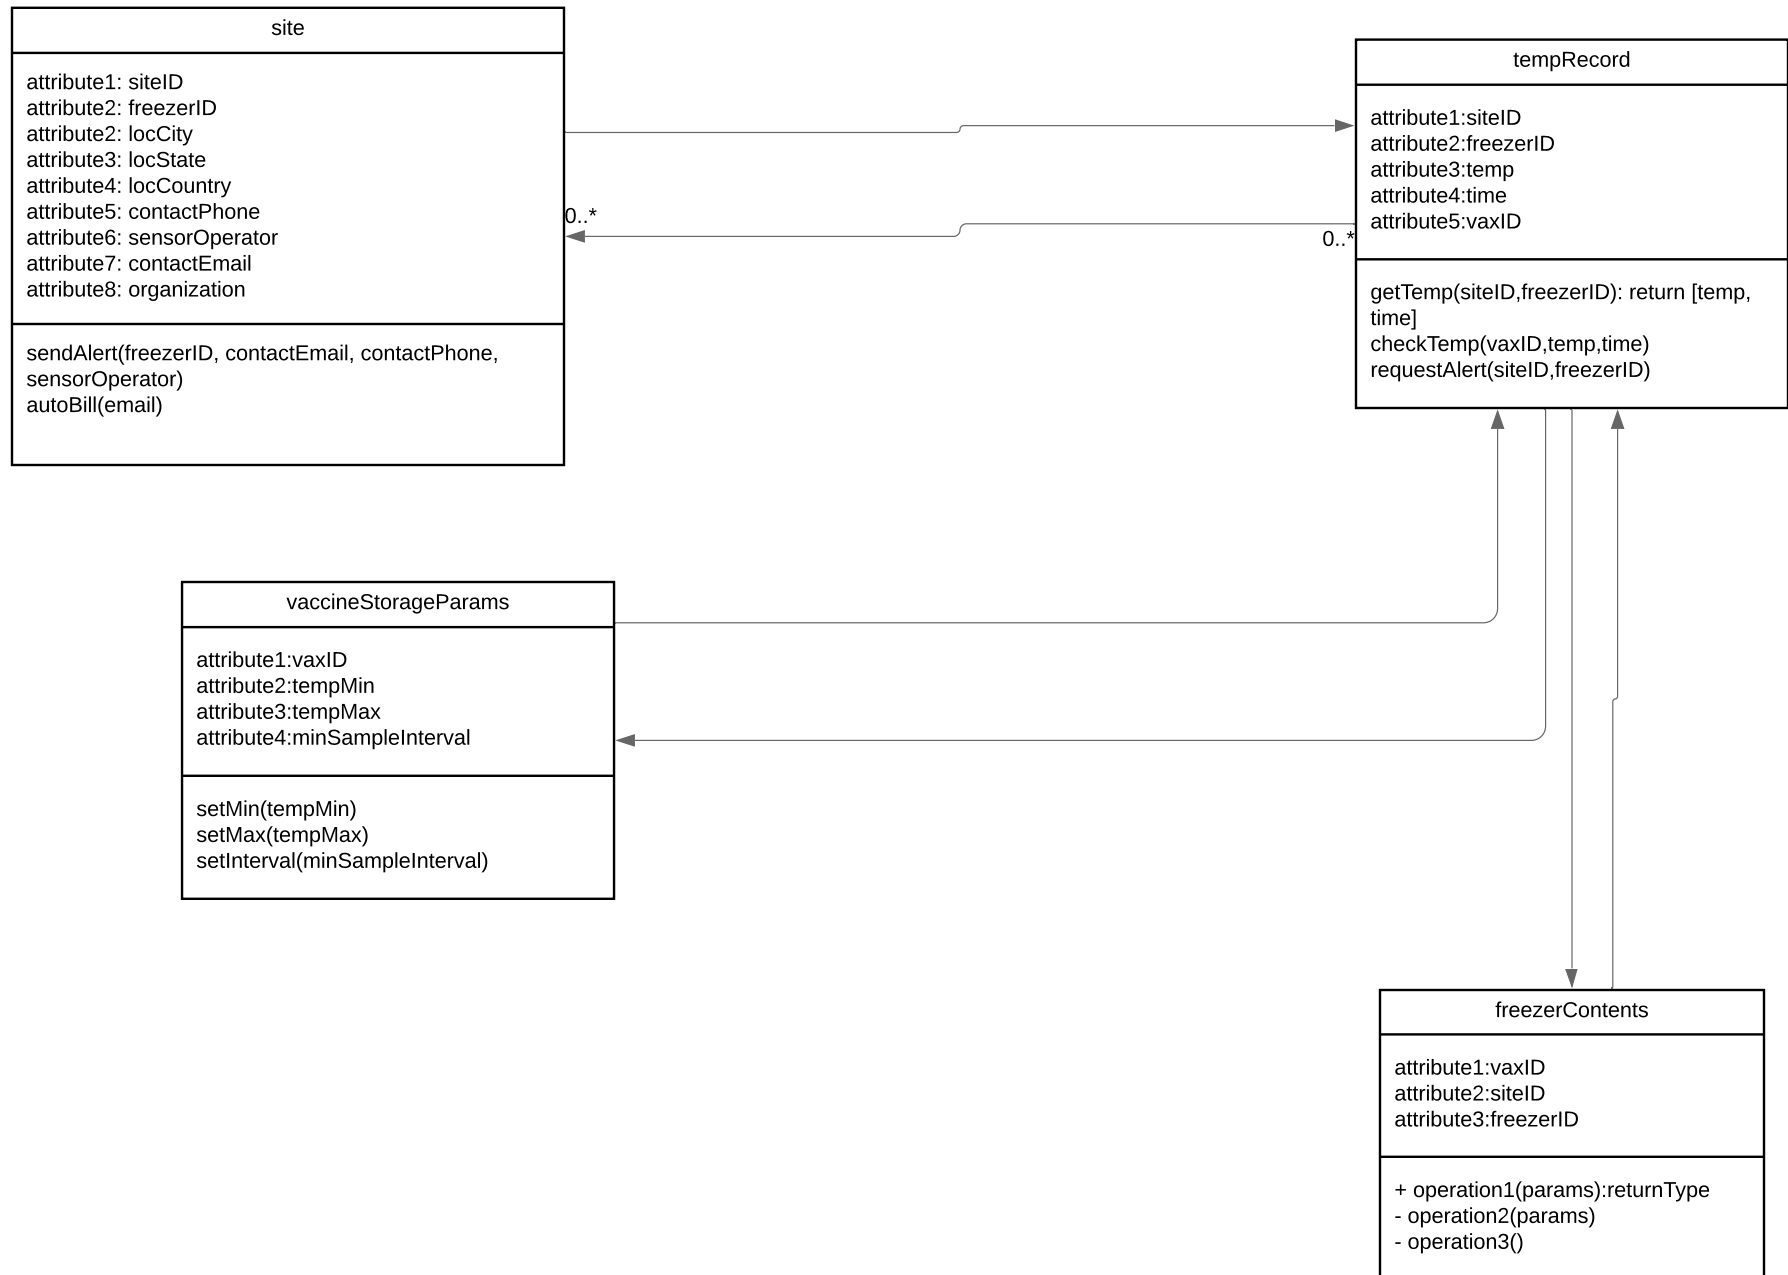 site
attribute1: siteID
attribute2: freezerID
attribute2: locCity
attribute3: locState
attribute4: locCountry
attribute5: contactPhone
attribute6: sensorOperator
attribute7: contactEmail
attribute8: organization
sendAlert(freezerID, contactEmail, contactPhone,
sensorOperator)
autoBill(email)
0..*
0..*
tempRecord
attribute1:siteID
attribute2:freezerID
attribute3:temp
attribute4:time
attribute5:vaxID
getTemp(siteID,freezerID): return [temp,
time]
checkTemp(vaxID,temp,time)
requestAlert(siteID,freezerID)
vaccineStorageParams
attribute1:vaxID
attribute2:tempMin
attribute3:tempMax
attribute4:minSampleInterval
setMin(tempMin)
setMax(tempMax)
setInterval(minSampleInterval)
freezerContents
attribute1:vaxID
attribute2:siteID
attribute3:freezerID
+ operation1(params):returnType
- operation2(params)
- operation3()